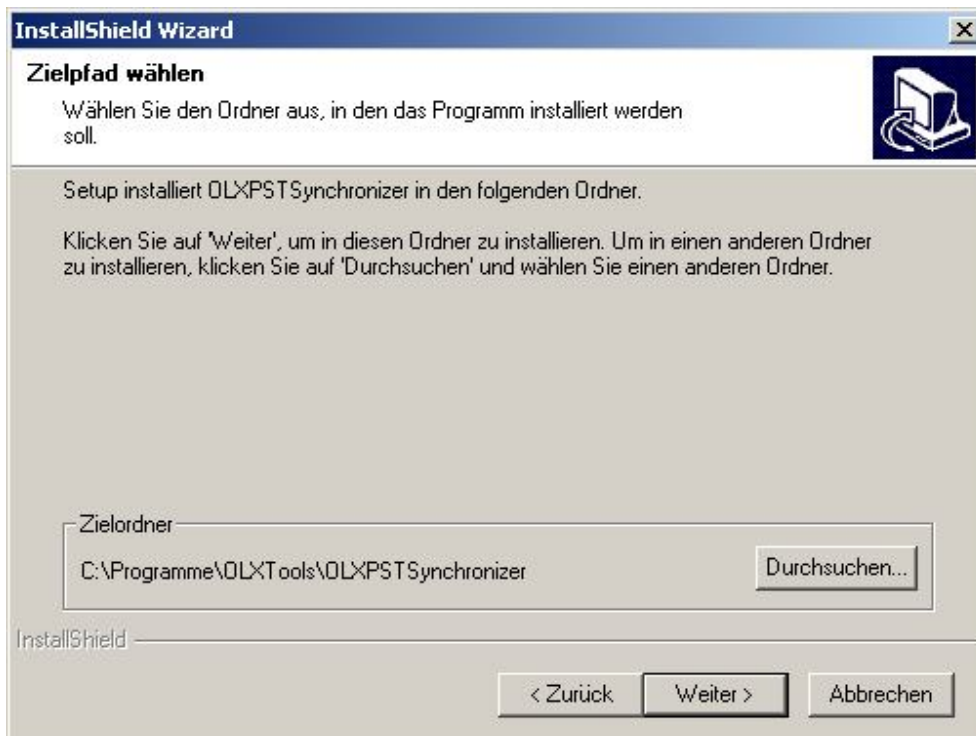 InstallShield Wizard
Zielpfad wählen
Wählen Sie den Ordner aus, in den das Programm installiert werden
soll.
Setup installiert OLXPSTSynchronizer in den folgenden Ordner.
Klicken Sie auf 'Weiter', um in diesen Ordner zu installieren. Um in einen anderen Ordner
zu installieren, klicken Sie auf 'Durchsuchen' und wählen Sie einen anderen Ordner.
Zielordner
C:\Programme\OLXTools\OLXPSTSynchronizer
Durchsuchen...
InstallShield
< Zurück
Weiter >
Abbrechen